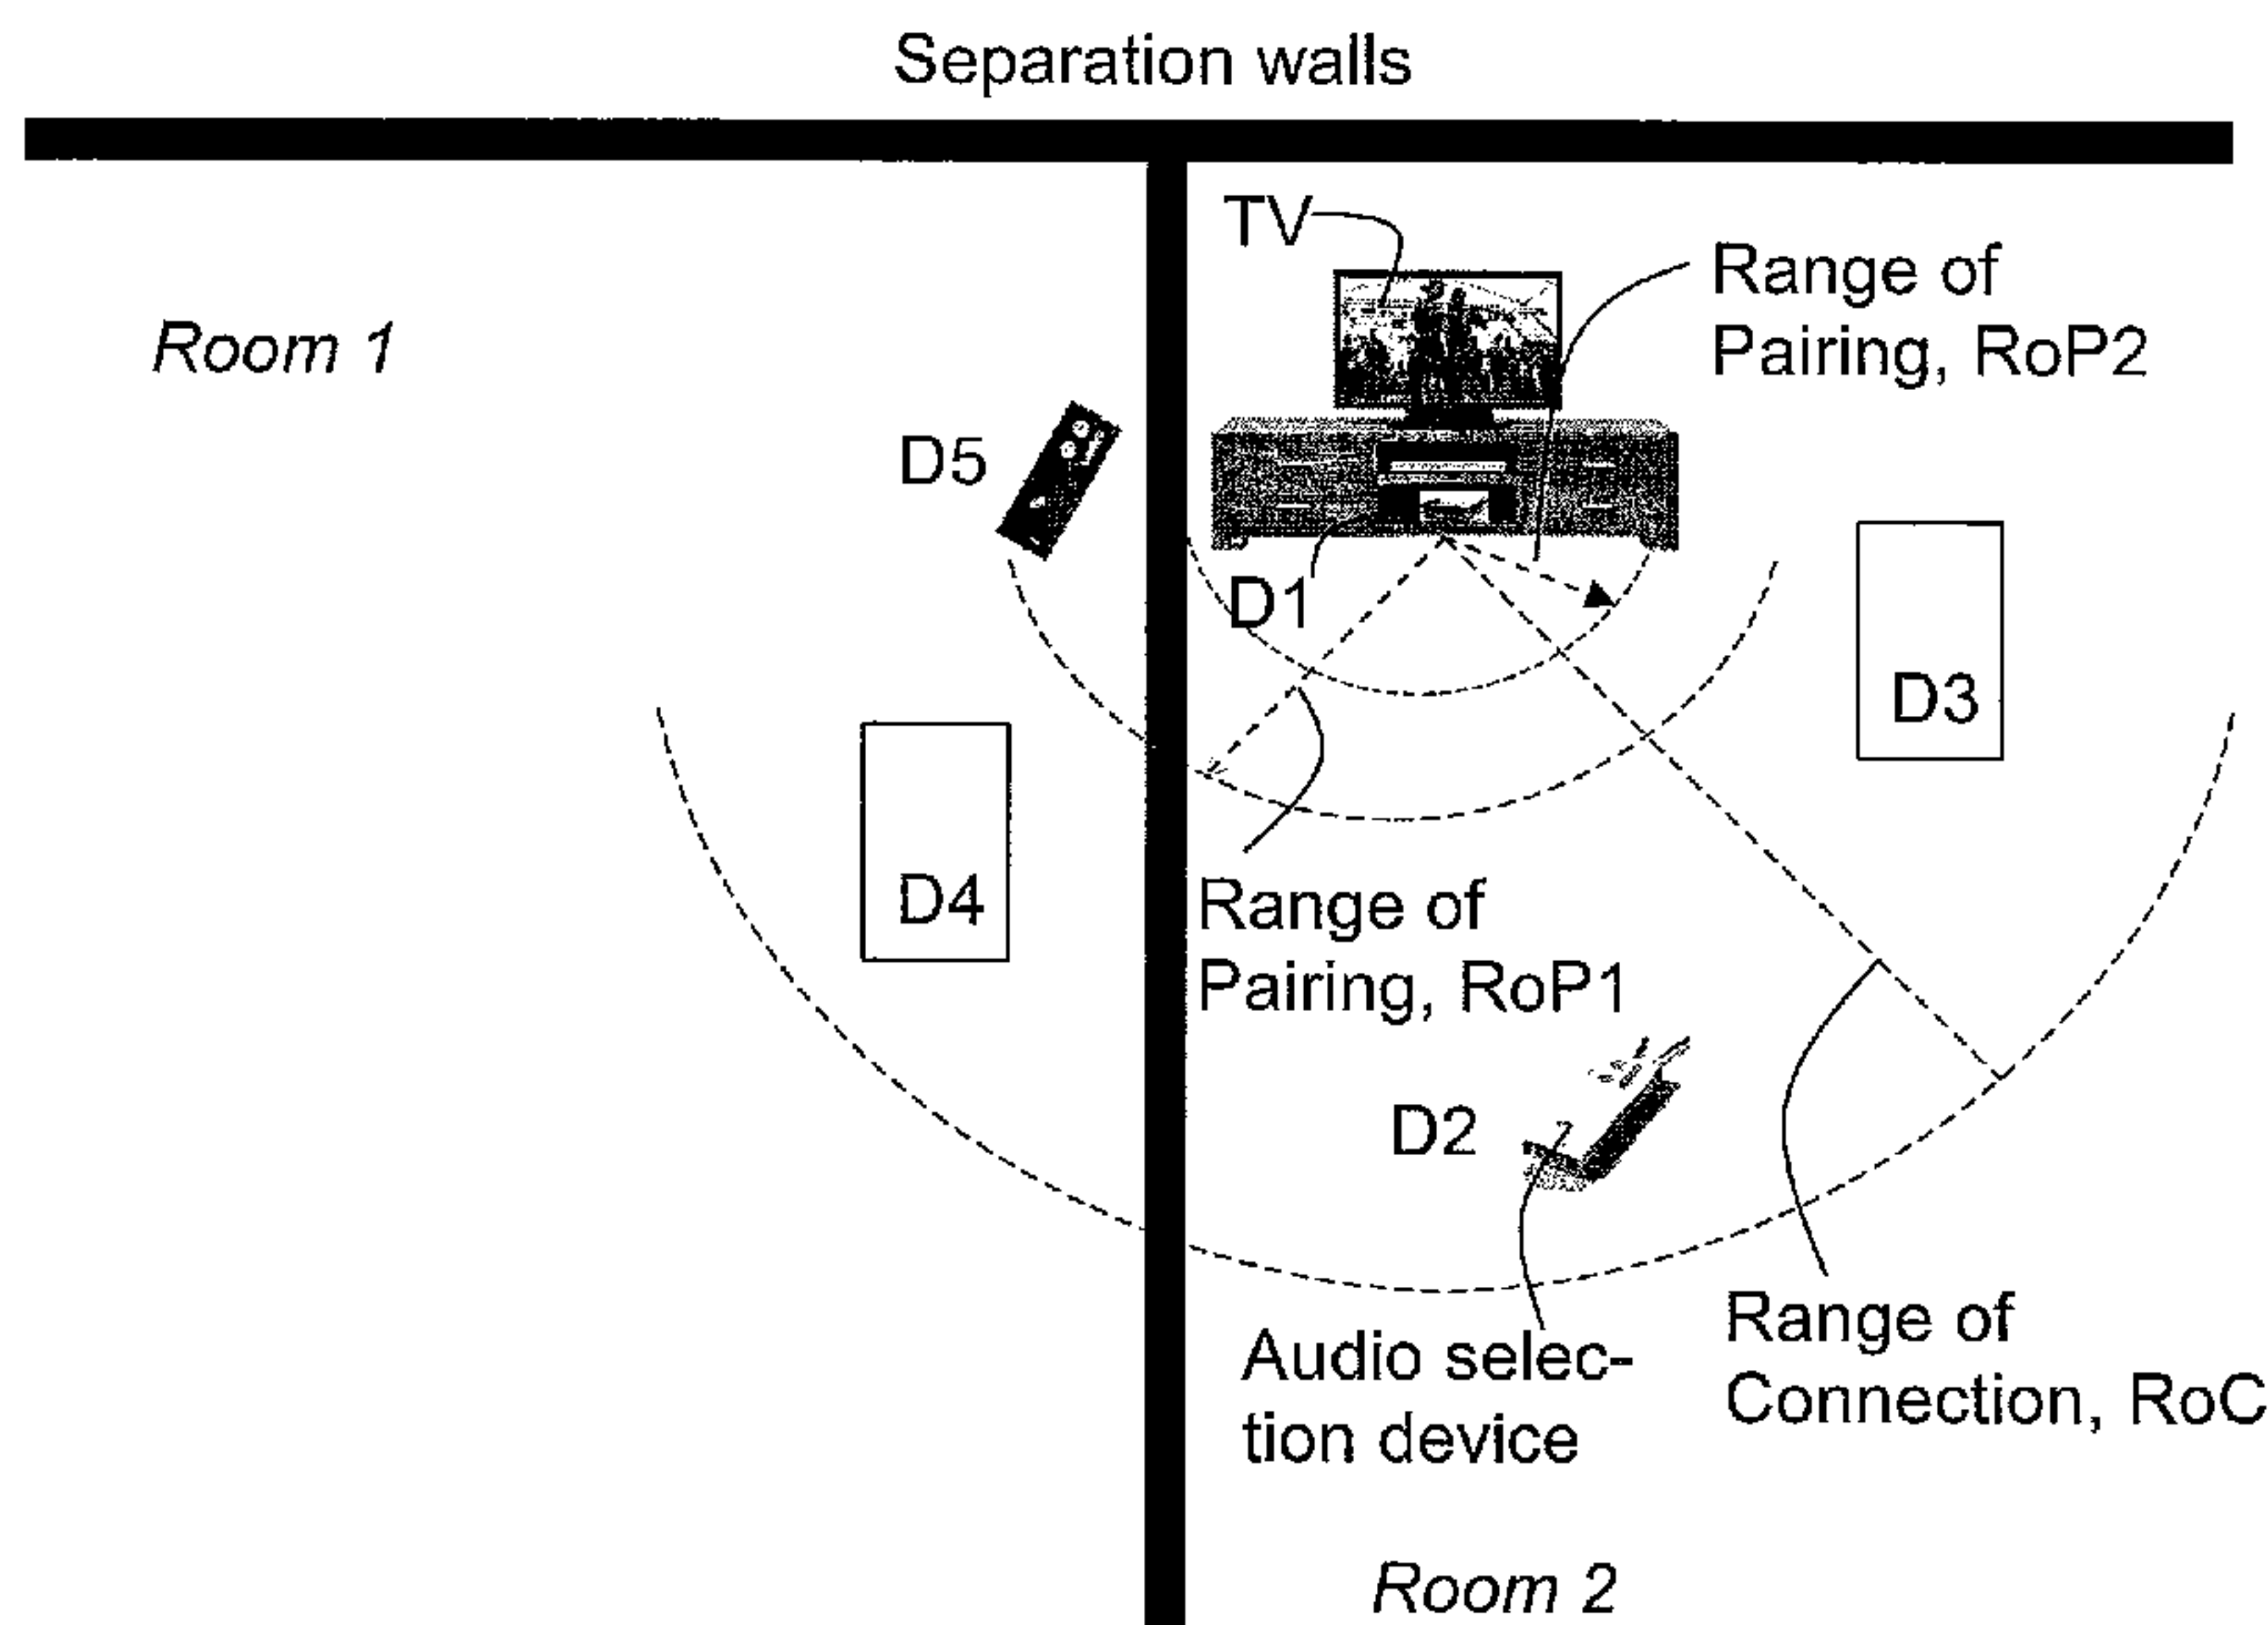 Separation walls
TV
Range of
Pairing, RoP2
Room 1
D5
D1
D3
D4
Range of
Pairing, RoP1
D2
Range of
Connection, RoC
Audio selec-
tion device
Room 2